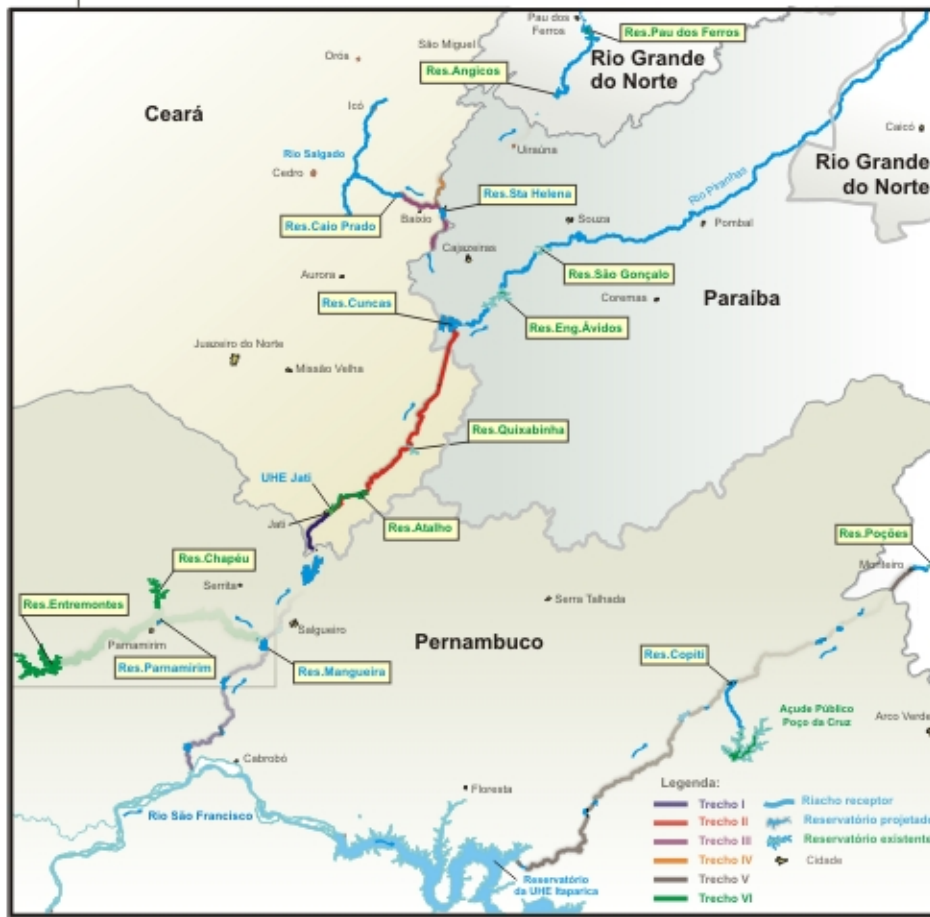 Pau dos
Ferros
Res.Pau dos Ferros
São Miguel
Orós
Rio Grande
do Norte
Res.Angicos
Ceará
Icó
Caicó
Uiraúna
Rio Salgado
Cedro
Rio Grande
do Norte
Rio Piranhas
Res.Sta Helena
Res.Caio Prado
Baixio
Souza
Pombal
Cajazeiras
Aurora
Res.São Gonçalo
Res.Cuncas
Coremas
Paraíba
Res.Eng.Ávidos
Juazeiro do Norte
Missão Velha
Res.Quixabinha
UHE Jati
Jati
Res.Atalho
Res.Poções
Res.Chapéu
Monteiro
Serrita
Serra Talhada
Res.Entremontes
Salgueiro
Parnamirim
Pernambuco
Res.Parnamirim
Res.Mangueira
Res.Copiti
Açude Público
Poço da Cruz
Arco Verde
Cabrobó
Floresta
Rio São Francisco
Reservatório
da UHE Itaparica
Legenda:
Trecho I
Trecho II
Trecho III
Trecho IV
Trecho V
Trecho VI
Riacho receptor
Reservatório projetado
Reservatório existente
Cidade